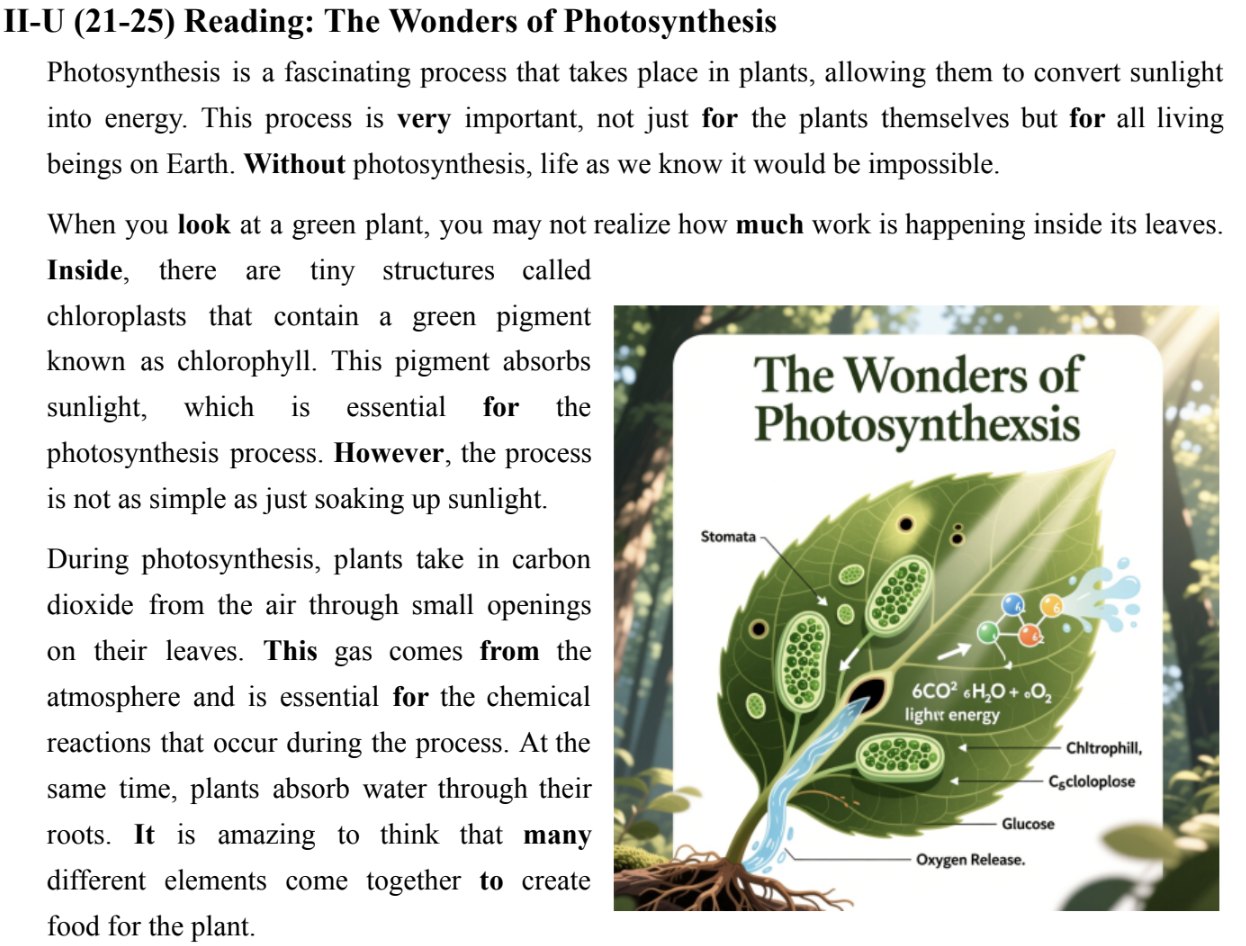 II-U (21-25) Reading: The Wonders of Photosynthesis
Photosynthesis is a fascinating process that takes place in plants, allowing them to convert sunlight
into energy. This process is very important, not just for the plants themselves but for all living
beings on Earth. Without photosynthesis, life as we know it would be impossible.
When you look at a green plant, you may not realize how much work is happening inside its leaves.
Inside, there are tiny structures called
chloroplasts that contain a green pigment
known as chlorophyll. This pigment absorbs
sunlight, which is essential for the
photosynthesis process. However, the process
is not as simple as just soaking up sunlight.
During photosynthesis, plants take in carbon
dioxide from the air through small openings
on their leaves. This gas comes from the
atmosphere and is essential for the chemical
reactions that occur during the process. At the
same time, plants absorb water through their
roots. It is amazing to think that many
different elements come together to create
food for the plant.
The Wonders of
Photosynthexsis
Stomata
6CO² ₆H₂O + ₀O₂
energy
Chltrophill,
C₅cloloplose
Glucose
Oxygen Release.